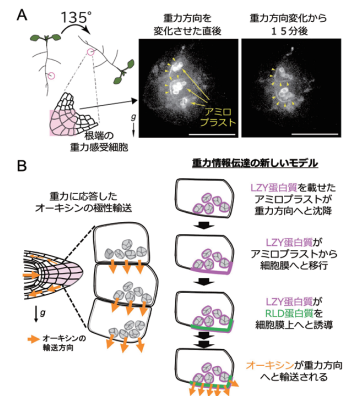 A
135°
重力方向を
変化させた直後
重力方向変化から
１５分後
アミロ
プラスト
g
根端の
重力感受細胞
B
重力に応答した
オーキシンの極性輸送
g
オーキシンの
輸送方向
重力情報伝達の新しいモデル
LZY蛋白質を載せた
アミロプラストが
重力方向へと沈降
LZY蛋白質が
アミロプラストから
細胞膜へと移行
LZY蛋白質が
RLD蛋白質を
細胞膜上へと誘導
オーキシンが重力方向
へと輸送される